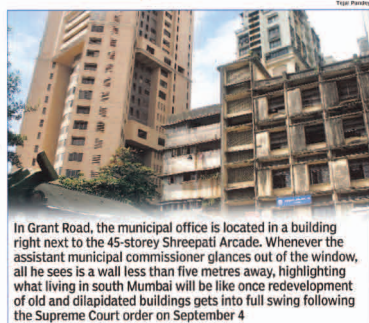 Tejal Pandey
In Grant Road, the municipal office is located in a building
right next to the 45-storey Shreepati Arcade. Whenever the
assistant municipal commissioner glances out of the window,
all he sees is a wall less than five metres away, highlighting
what living in south Mumbai will be like once redevelopment
of old and dilapidated buildings gets into full swing following
the Supreme Court order on September 4